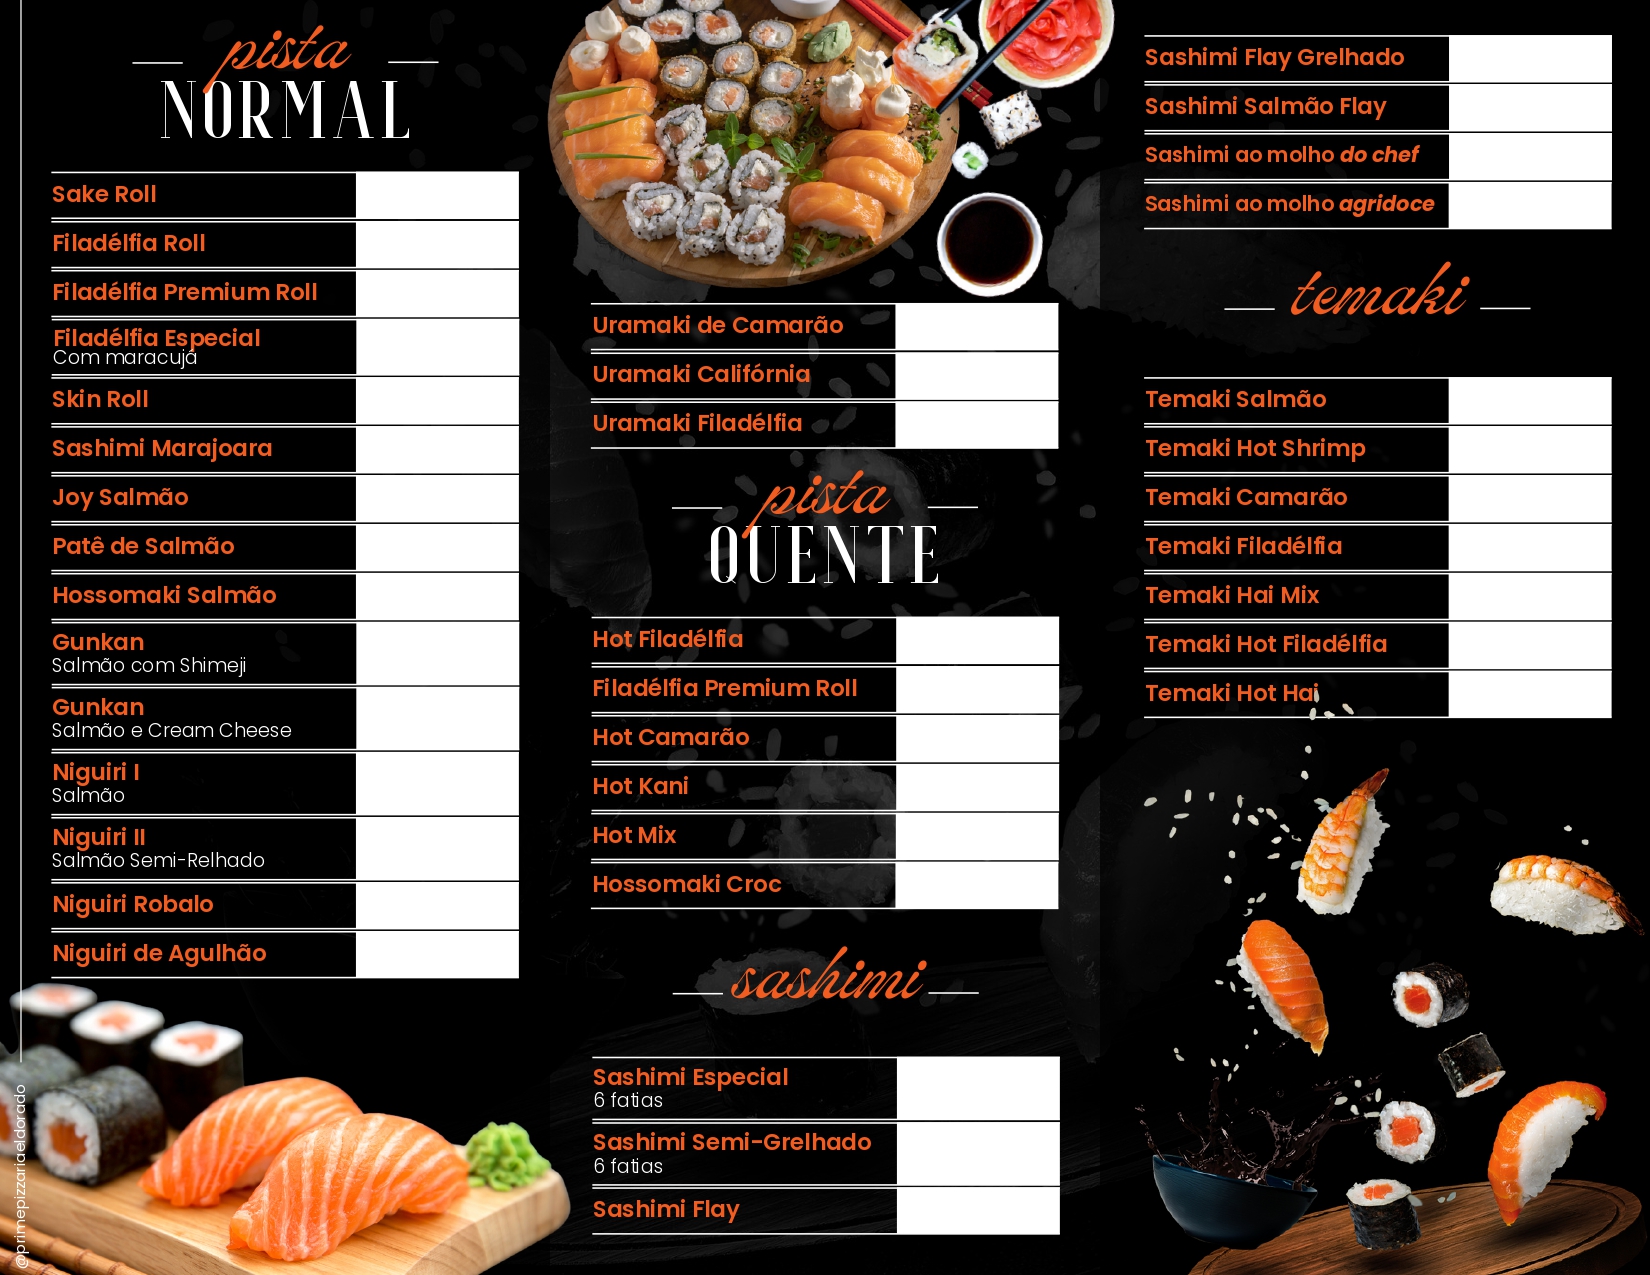 pista
NORMAL
Sake Roll
Filadélfia Roll
Filadélfia Premium Roll
Filadélfia Especial
Com maracujá
Skin Roll
Sashimi Marajoara
Joy Salmão
Patê de Salmão
Hossomaki Salmão
Gunkan
Salmão com Shimeji
Gunkan
Salmão e Cream Cheese
Niguiri I
Salmão
Niguiri II
Salmão Semi-Relhado
Niguiri Robalo
Niguiri de Agulhão
@primepizzariaeldorado
Uramaki de Camarão
Uramaki Califórnia
Uramaki Filadélfia
pista
QUENTE
Hot Filadélfia
Filadélfia Premium Roll
Hot Camarão
Hot Kani
Hot Mix
Hossomaki Croc
sashimi
Sashimi Especial
6 fatias
Sashimi Semi-Grelhado
6 fatias
Sashimi Flay
Sashimi Flay Grelhado
Sashimi Salmão Flay
Sashimi ao molho do chef
Sashimi ao molho agridoce
temaki
Temaki Salmão
Temaki Hot Shrimp
Temaki Camarão
Temaki Filadélfia
Temaki Hai Mix
Temaki Hot Filadélfia
Temaki Hot Hai